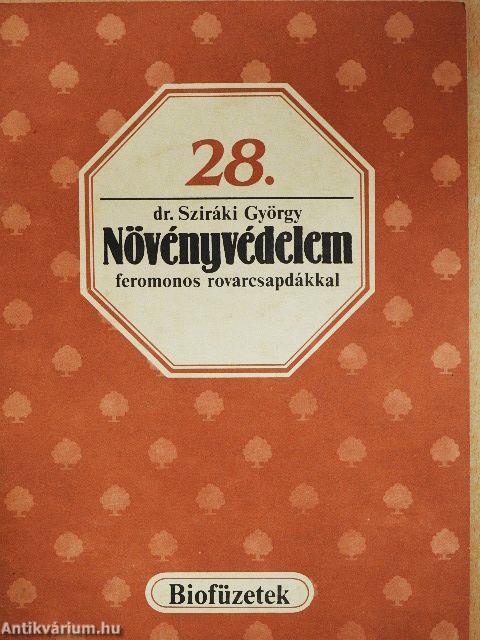 28.
dr. Sziráki György
Növényvédelem
feromonos rovarcsapdákkal
Biofüzetek
Antikvárium.hu